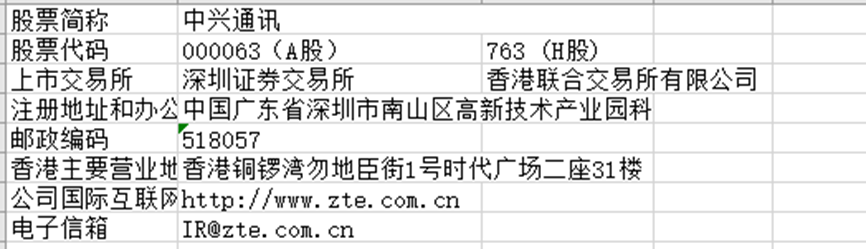 股票简称 中兴通讯
股票代码 000063（A股） 763 (H股)
上市交易所 深圳证券交易所 香港联合交易所有限公司
注册地址和办公 中国广东省深圳市南山区高新技术产业园科
邮政编码 518057
香港主要营业地 香港铜锣湾勿地臣街1号时代广场二座31楼
公司国际互联网 http://www.zte.com.cn
电子信箱 IR@zte.com.cn